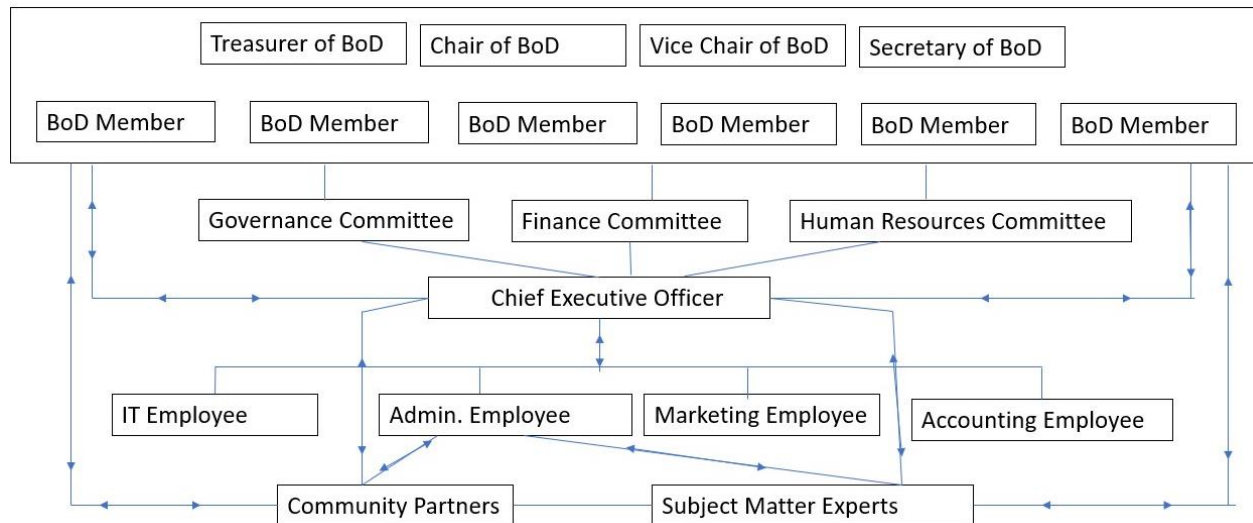 Treasurer of BoD
Chair of BoD
Vice Chair of BoD
Secretary of BoD
BoD Member
BoD Member
BoD Member
BoD Member
BoD Member
BoD Member
Governance Committee
Finance Committee
Human Resources Committee
Chief Executive Officer
IT Employee
Admin. Employee
Marketing Employee
Accounting Employee
Community Partners
Subject Matter Experts